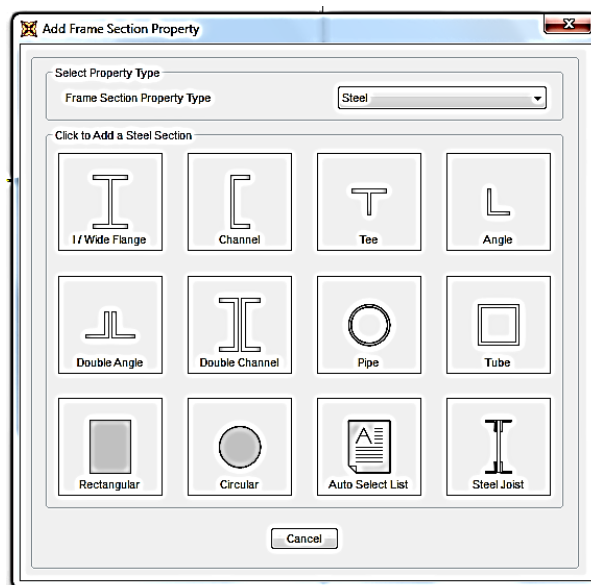 Add Frame Section Property
Select Property Type
Frame Section Property Type Steel
Click to Add a Steel Section
I / Wide Flange Channel Tee Angle
Double Angle Double Channel Pipe Tube
A
Rectangular Circular Auto Select List Steel Joist
Cancel